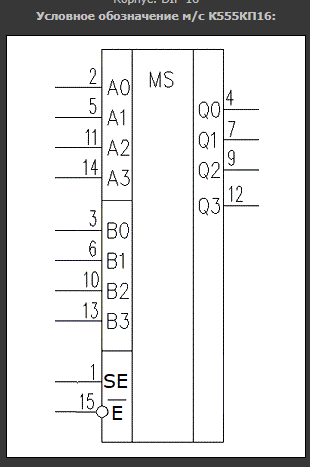 Корпус: DIP-16
Условное обозначение м/с К555КП16:
2 A0 MS Q0 4
5 A1 Q1 7
11 A2 Q2 9
14 A3 Q3 12
3 B0
6 B1
10 B2
13 B3
1 SE
15 E̅